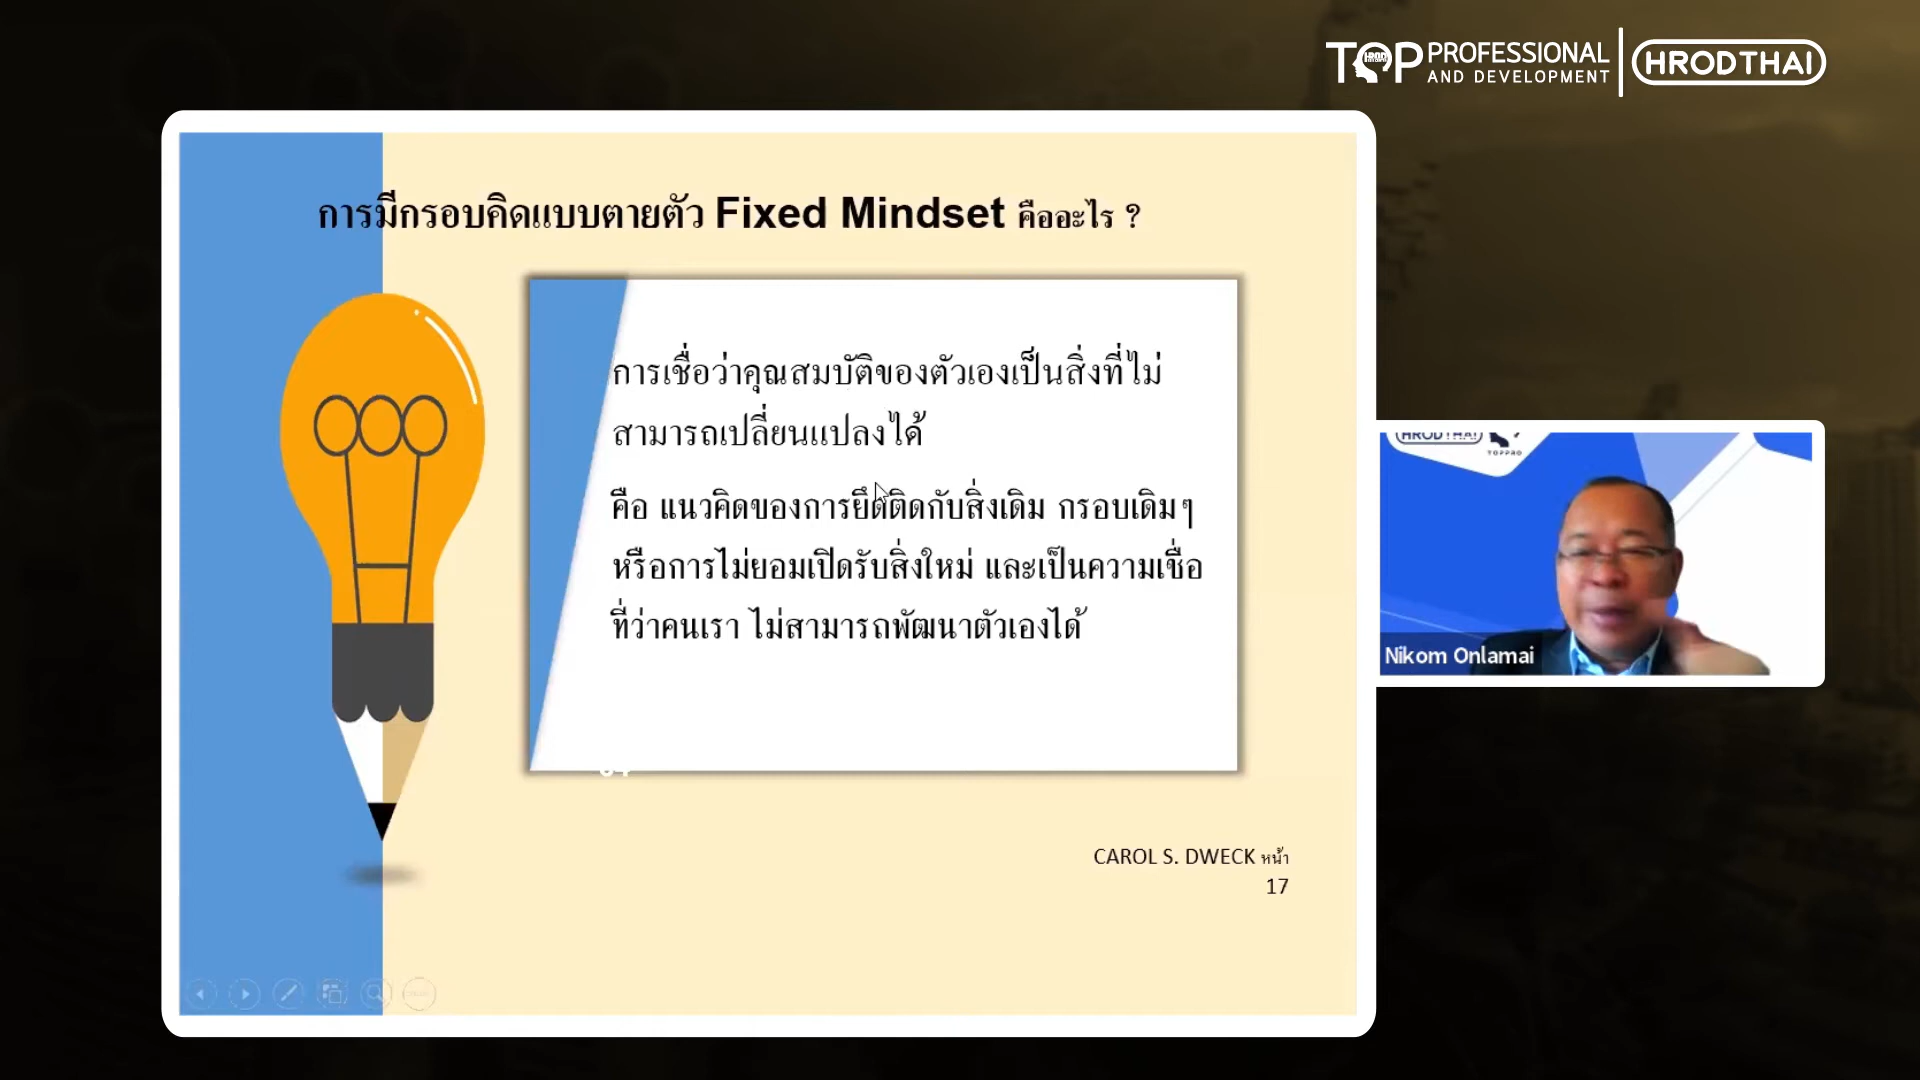 TOP PROFESSIONAL AND DEVELOPMENT
HRODTHAI
การมีกรอบคิดแบบตายตัว Fixed Mindset คืออะไร ?
การเชื่อว่าคุณสมบัติของตัวเองเป็นสิ่งที่ไม่
สามารถเปลี่ยนแปลงได้
คือ แนวคิดของการยึดติดกับสิ่งเดิม กรอบเดิมๆ
หรือการไม่ยอมเปิดรับสิ่งใหม่ และเป็นความเชื่อ
ที่ว่าคนเรา ไม่สามารถพัฒนาตัวเองได้
CAROL S. DWECK หน้า
17
HRODTHAI
TOPPRO
Nikom Onlamai